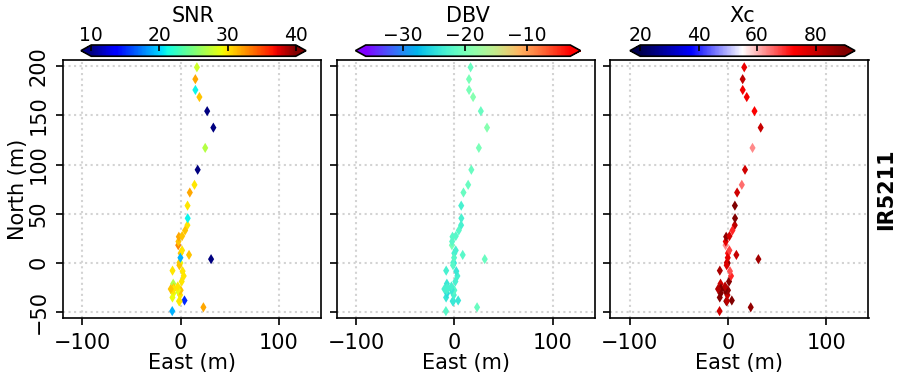 SNR DBV Xc
10 20 30 40 −30 −20 −10 20 40 60 80
North (m)
200
150
100
50
0
−50
IR5211
−100 0 100 −100 0 100 −100 0 100
East (m) East (m) East (m)